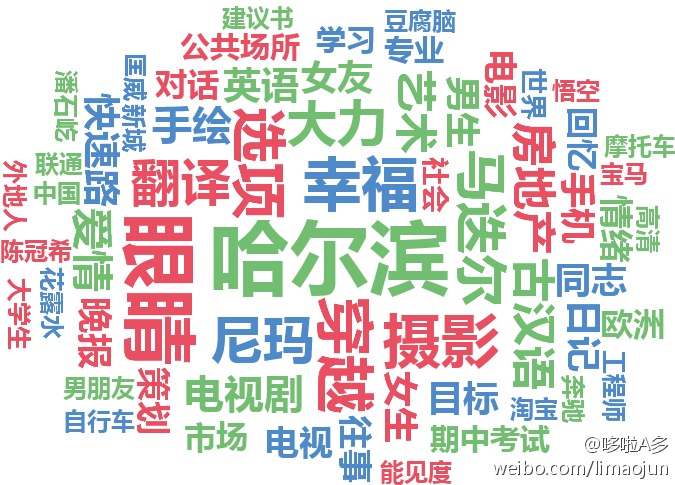 建议书
豆腐脑
公共场所
学习
专业
电影
对话
英语
女友
艺术
男生
世界
悟空
潘石屹
匡威新城
快速路
手绘
选项
大力
房地产
回忆
摩托车
联通
翻译
幸福
社会
马迭尔
手机
宝马
中国
外地人
爱情
情绪
高清
陈冠希
眼睛
哈尔滨
古汉语
同志
大学生
花露水
晚报
尼玛
穿越
摄影
日记
欧洲
男朋友
策划
电视剧
女生
目标
奔驰
工程师
自行车
淘宝
市场
电视
往事
期中考试
能见度
@哆啦A多
weibo.com/limaojun